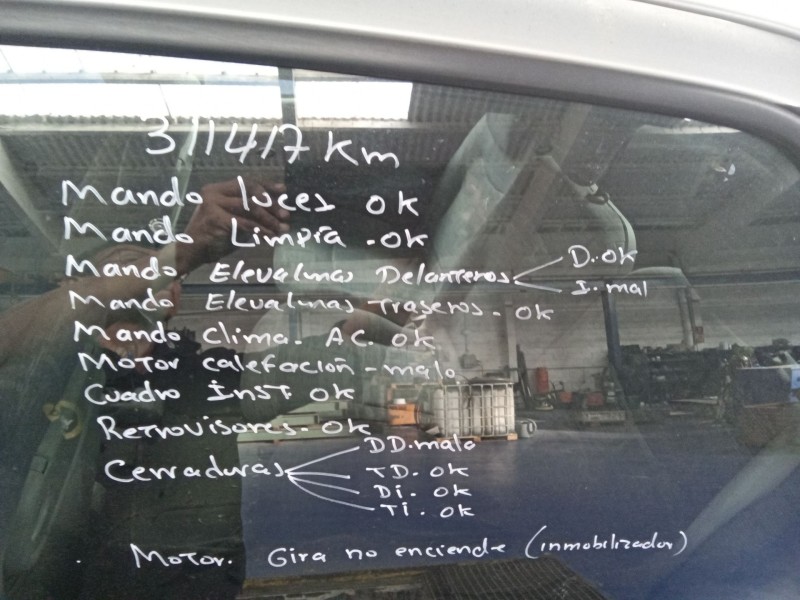 311417 km
Mando luces ok
Mando Limpia . ok
Mando Elevalunas Delanteros
D. ok
I. mal
Mando Elevalunas Traseros. ok
Mando Clima. A.C. ok
Motor calefacion - malo
Cuadro Inst. ok
Retrovisores. ok
Cerraduras
DD. malo
TD. ok
Di. ok
Ti. ok
Motor. Gira no enciende (inmobilizador)